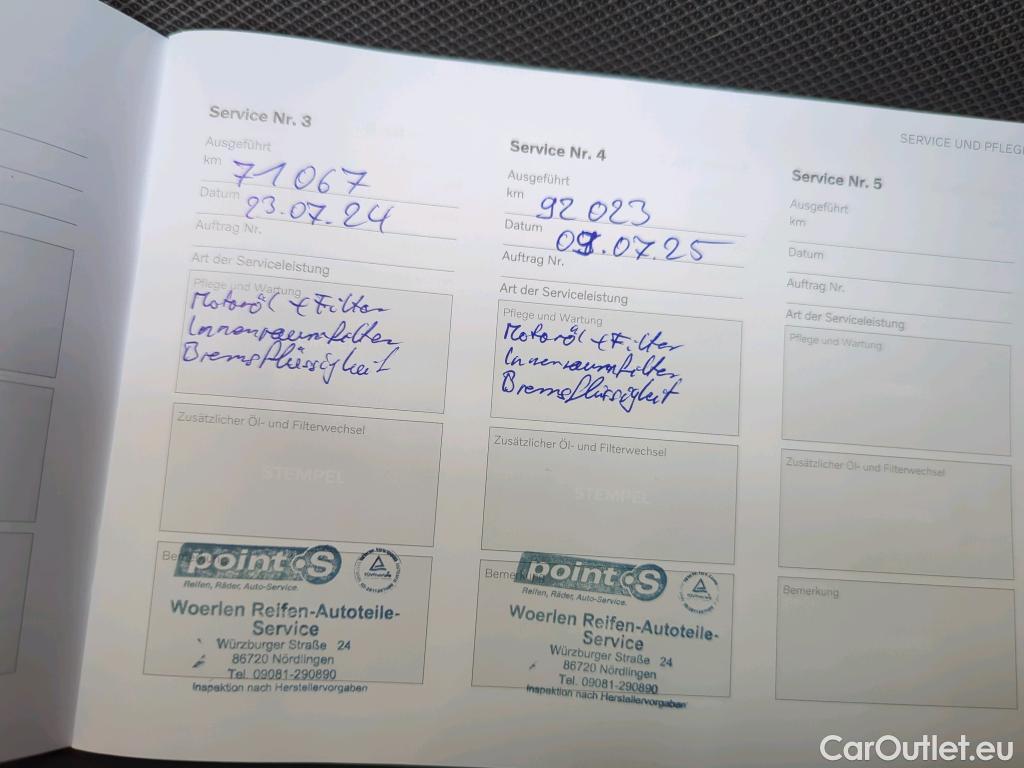 SERVICE UND PFLEGE
Service Nr. 3
Ausgeführt
km 71 067
Datum 23.07.24
Auftrag Nr.
Art der Serviceleistung
Pflege und Wartung
Motoröl + Filter
Innenraumfilter
Bremsflüssigkeit
Zusätzlicher Öl- und Filterwechsel
STEMPEL
point S
Reifen, Räder, Auto-Service.
Woerlen Reifen-Autoteile-
Service
Würzburger Straße 24
86720 Nördlingen
Tel. 09081-290890
Inspektion nach Herstellervorgaben
Service Nr. 4
Ausgeführt
km 92 023
Datum 01.07.25
Auftrag Nr.
Art der Serviceleistung
Pflege und Wartung
Motoröl + Filter
Innenraumfilter
Bremsflüssigkeit
Zusätzlicher Öl- und Filterwechsel
STEMPEL
Bemerkung
point S
Reifen, Räder, Auto-Service.
Woerlen Reifen-Autoteile-
Service
Würzburger Straße 24
86720 Nördlingen
Tel. 09081-290890
Inspektion nach Herstellervorgaben
Service Nr. 5
Ausgeführt
km
Datum
Auftrag Nr.
Art der Serviceleistung
Pflege und Wartung
Zusätzlicher Öl- und Filterwechsel
Bemerkung
CarOutlet.eu